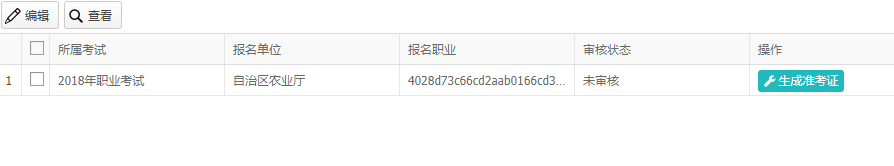 编辑 查看
所属考试 报名单位 报名职业 审核状态 操作
1 2018年职业考试 自治区农业厅 4028d73c66cd2aab0166cd3... 未审核 生成准考证